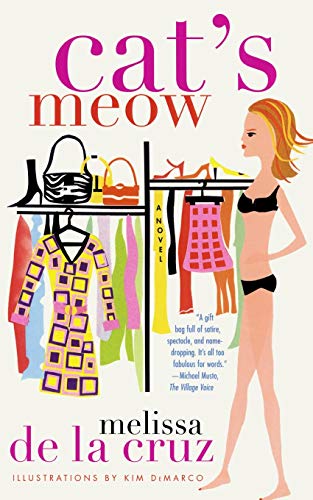 cat's
meow
A NOVEL
"A gift
bag full of satire,
spectacle, and name-
dropping. It's all too
fabulous for words."
—Michael Musto,
The Village Voice
melissa
de la cruz
ILLUSTRATIONS BY KIM DeMARCO